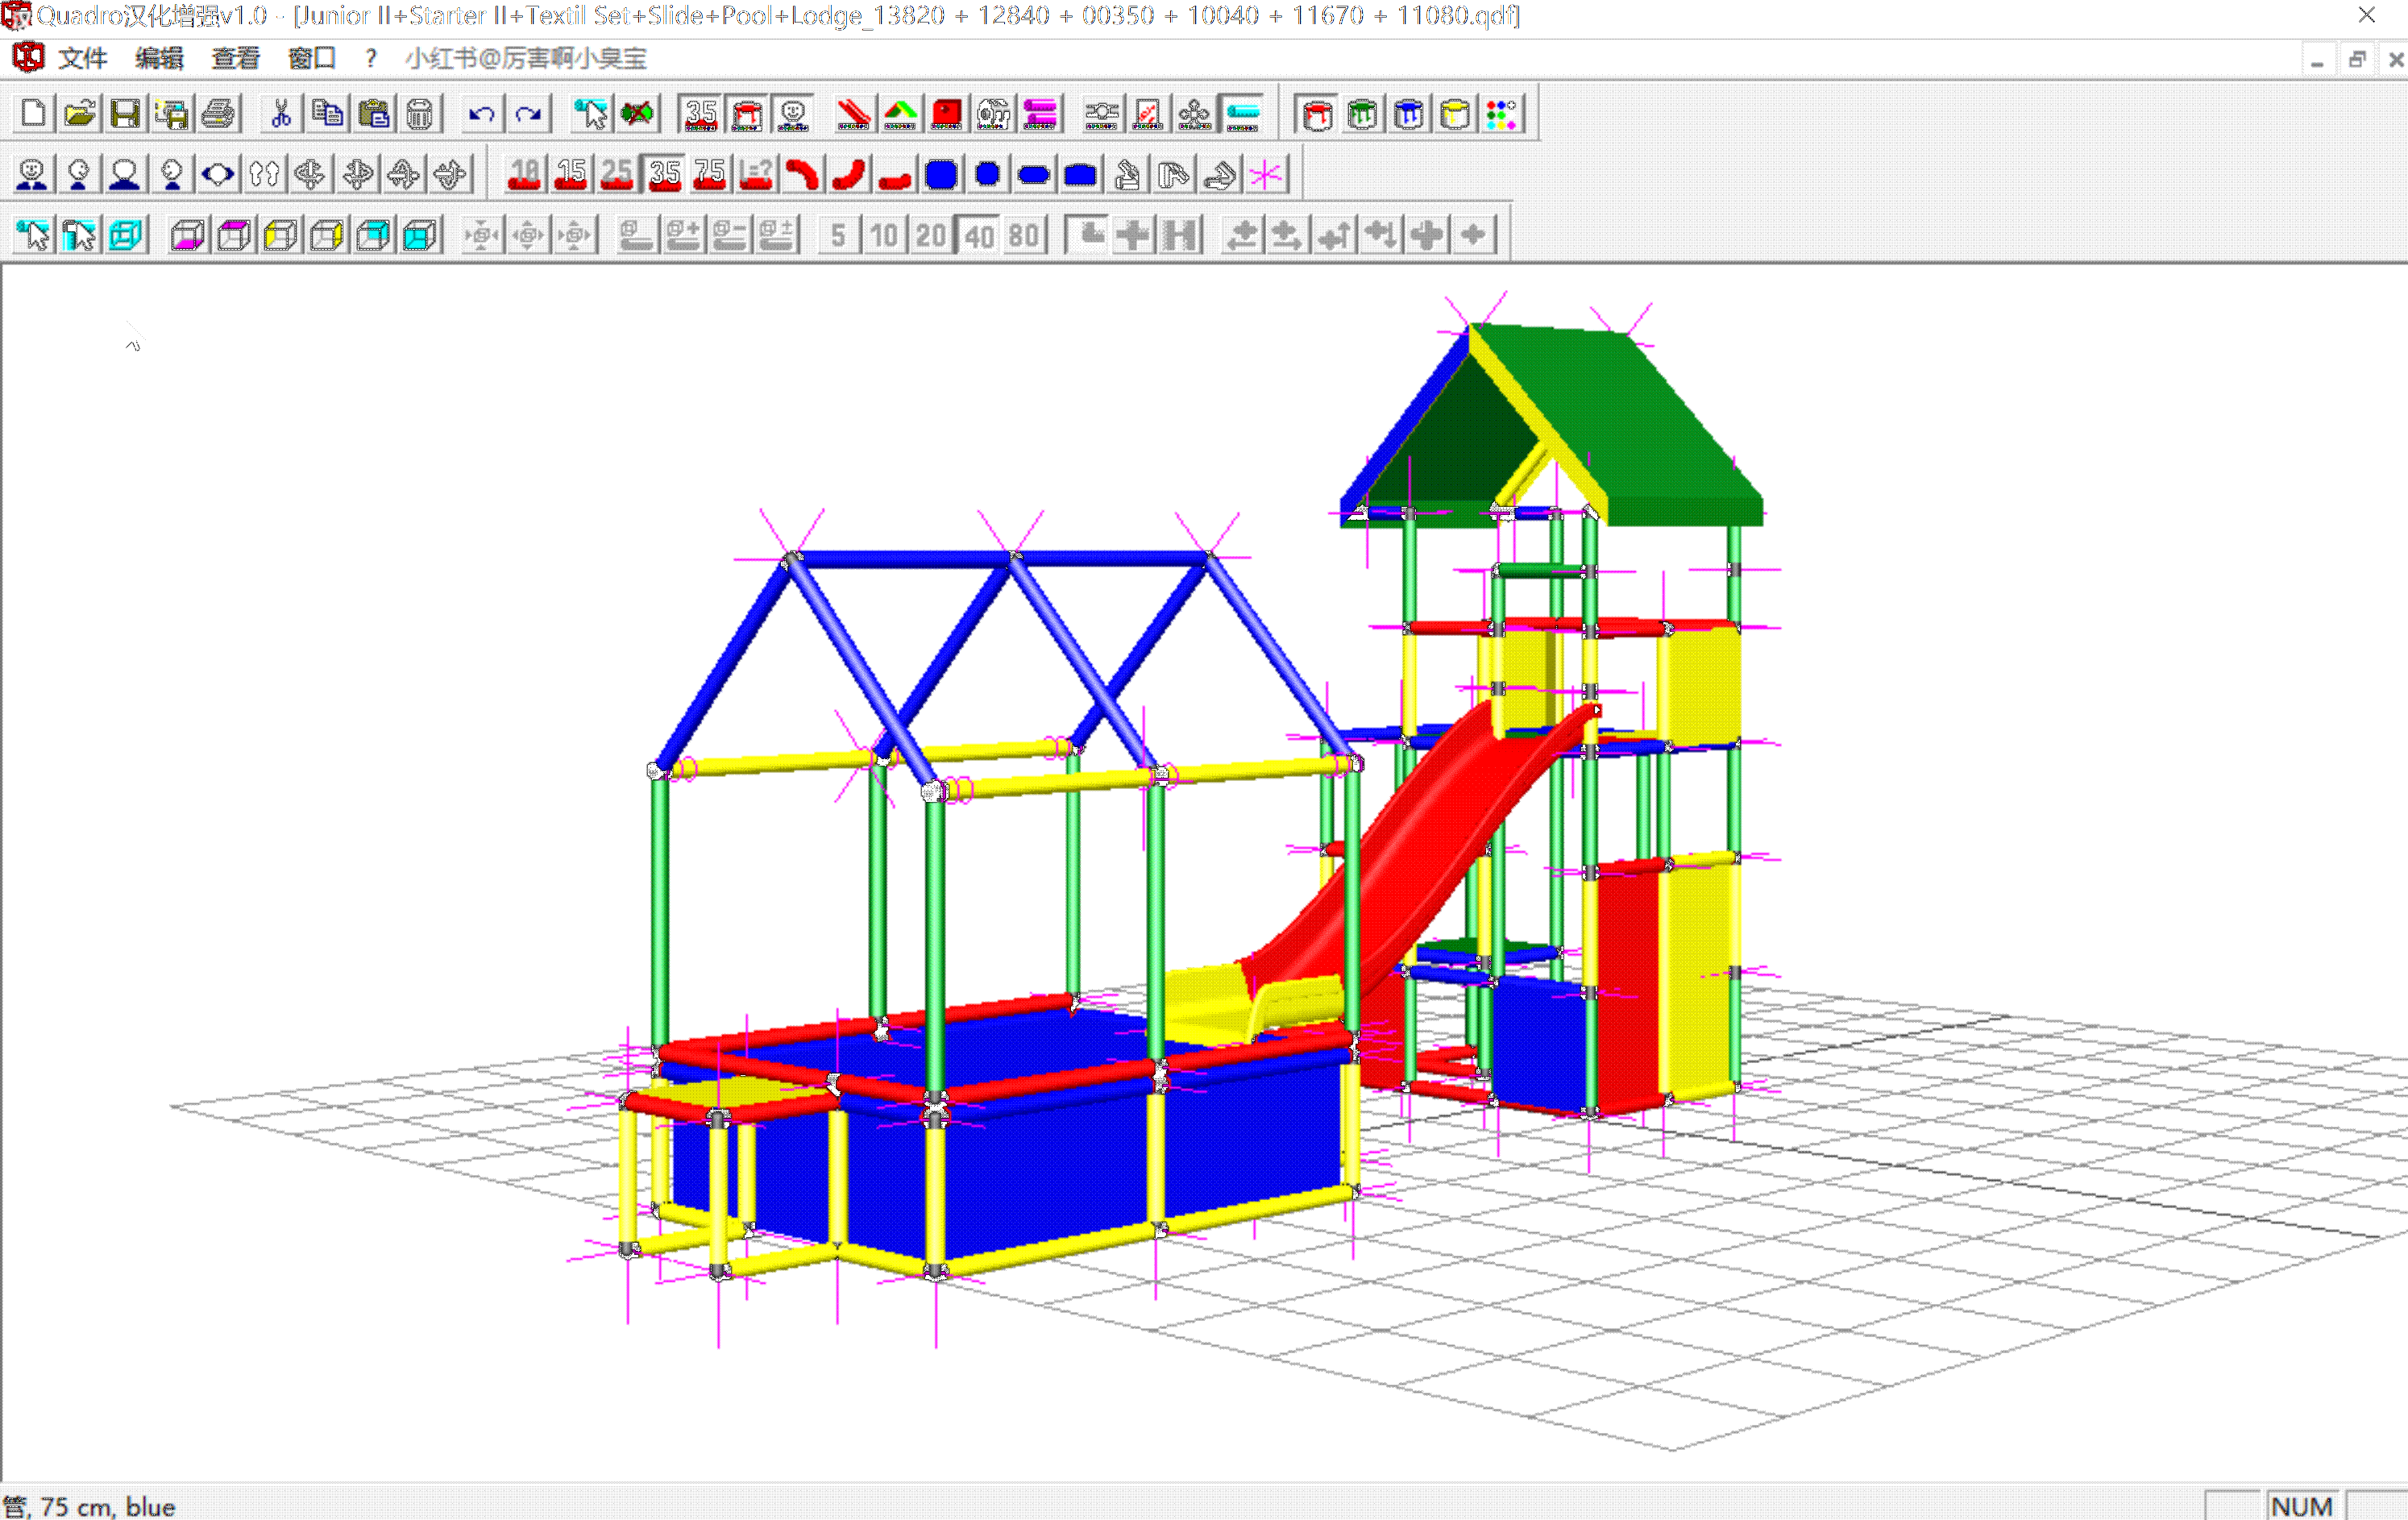 Quadro汉化增强v1.0 - [Junior II+Starter II+Textil Set+Slide+Pool+Lodge_13820 + 12840 + 00350 + 10040 + 11670 + 11080.qdf]
文件 编辑 查看 窗口 ? 小红书@厉害啊小臭宝
35
10 15 25 35 75 L=?
5 10 20 40 80
管, 75 cm, blue NUM